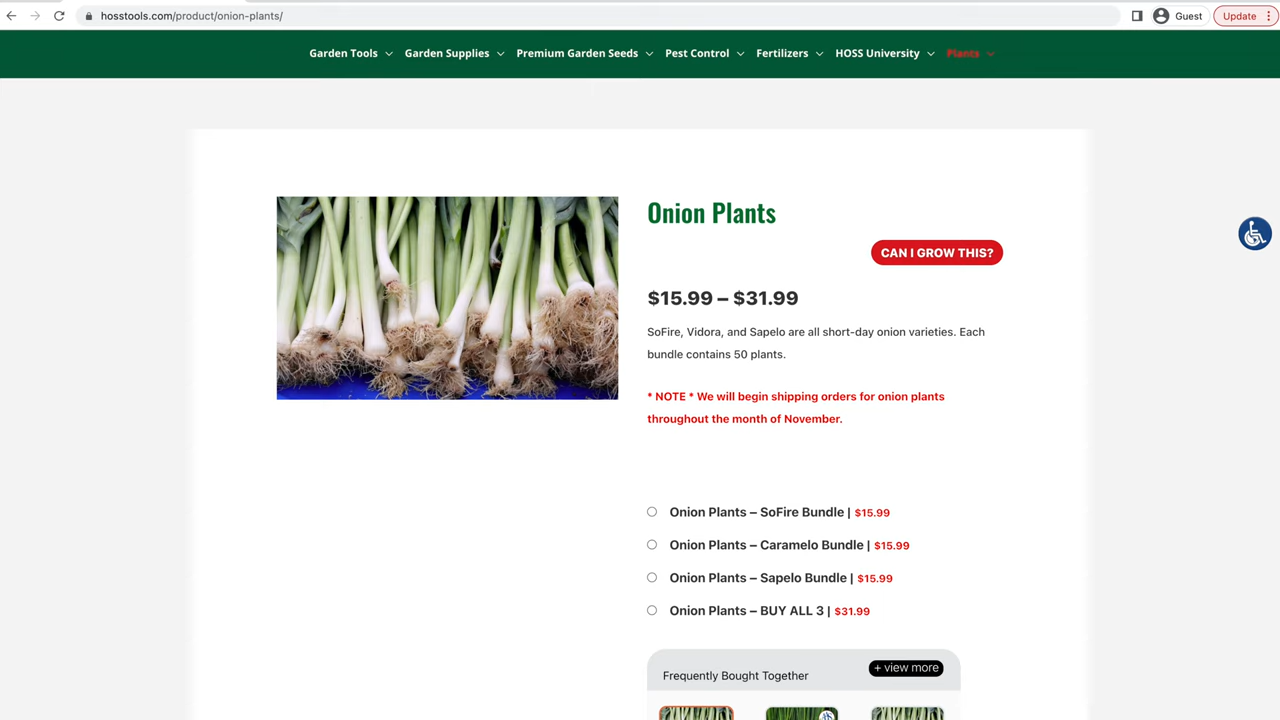 hosstools.com/product/onion-plants/
Guest
Update
Garden Tools
Garden Supplies
Premium Garden Seeds
Pest Control
Fertilizers
HOSS University
Plants
Onion Plants
CAN I GROW THIS?
$15.99 – $31.99
SoFire, Vidora, and Sapelo are all short-day onion varieties. Each
bundle contains 50 plants.
* NOTE * We will begin shipping orders for onion plants
throughout the month of November.
Onion Plants – SoFire Bundle | $15.99
Onion Plants – Caramelo Bundle | $15.99
Onion Plants – Sapelo Bundle | $15.99
Onion Plants – BUY ALL 3 | $31.99
Frequently Bought Together
+ view more